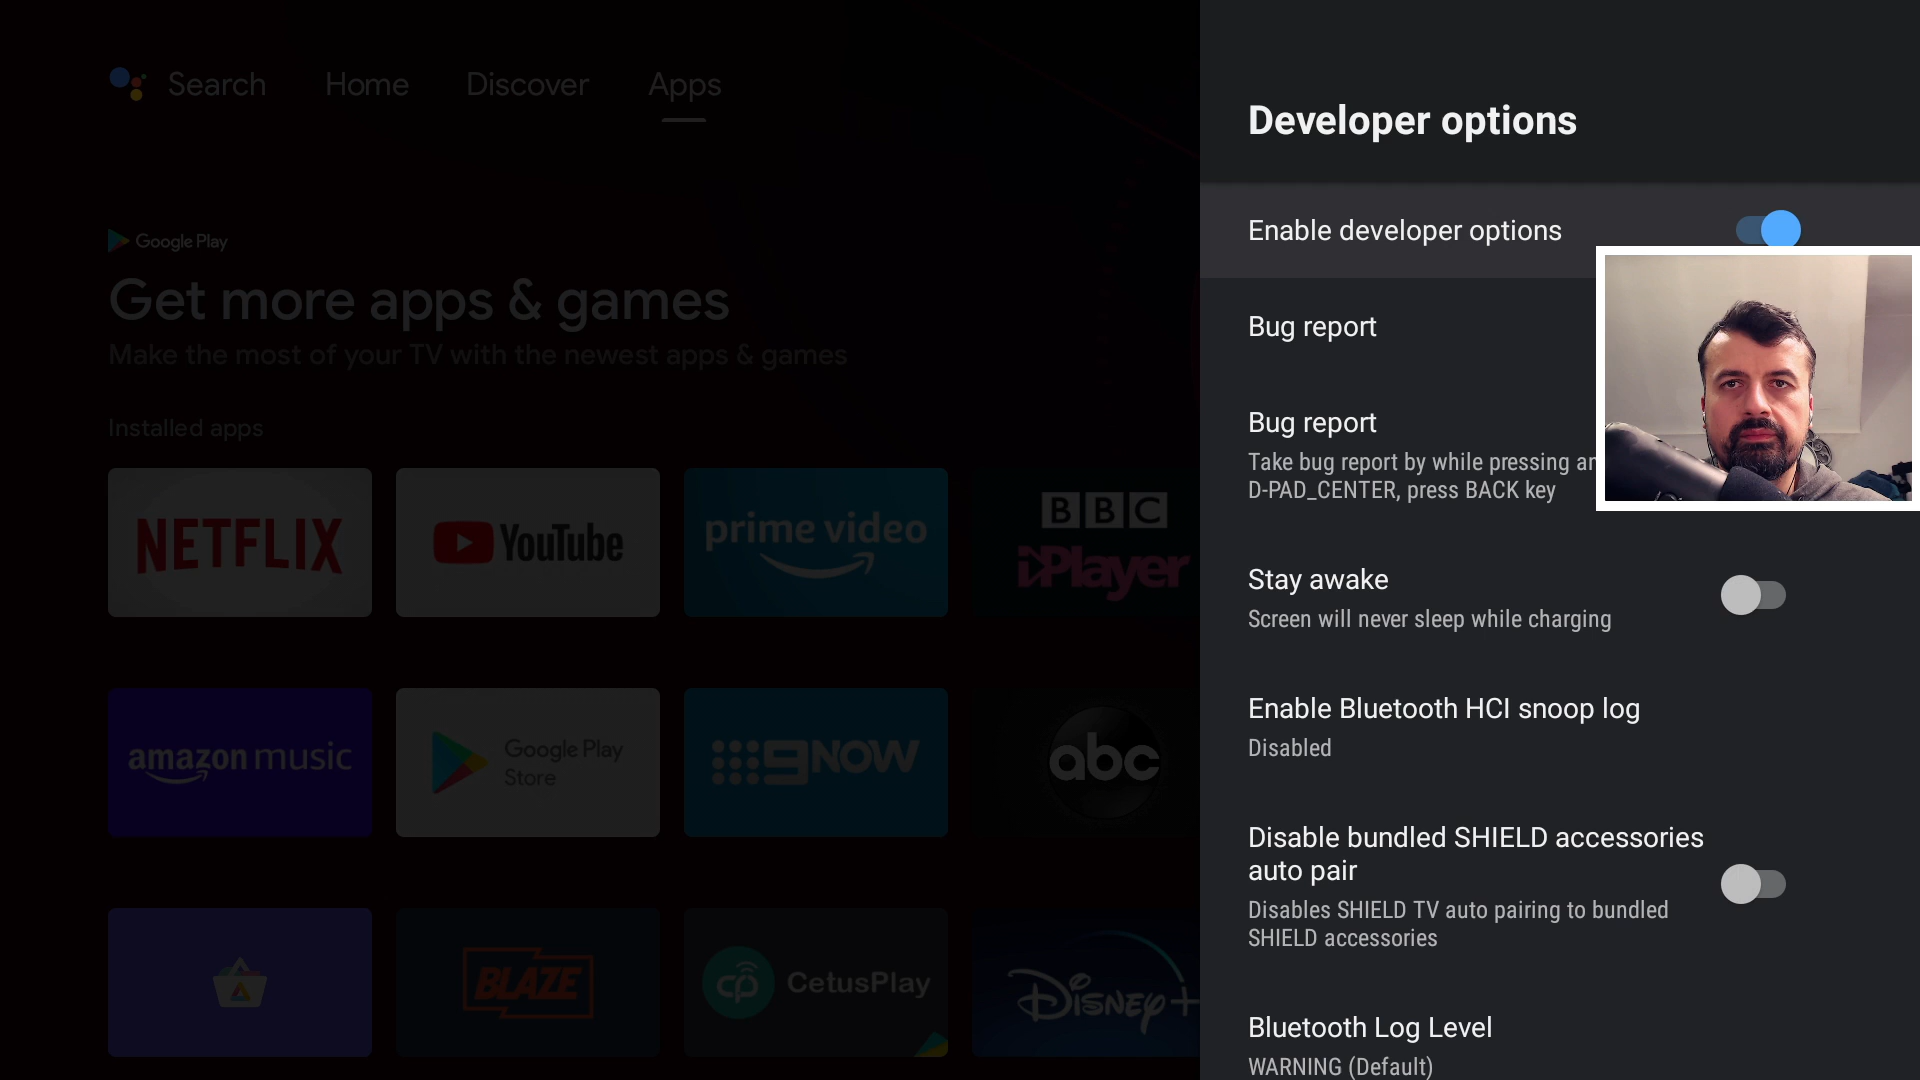 Search Home Discover Apps
Google Play
Get more apps & games
Make the most of your TV with the newest apps & games
Installed apps
NETFLIX
YouTube
prime video
BBC
iPlayer
amazon music
Google Play
Store
9NOW
abc
BLAZE
cp CetusPlay
Disney+
Developer options
Enable developer options
Bug report
Bug report
Take bug report by while pressing
D-PAD_CENTER, press BACK key
Stay awake
Screen will never sleep while charging
Enable Bluetooth HCI snoop log
Disabled
Disable bundled SHIELD accessories
auto pair
Disables SHIELD TV auto pairing to bundled
SHIELD accessories
Bluetooth Log Level
WARNING (Default)